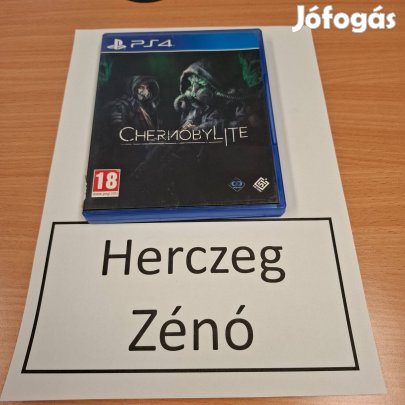 Jófogás
PS4
CHERNOBYLITE
18
Herczeg
Zénó